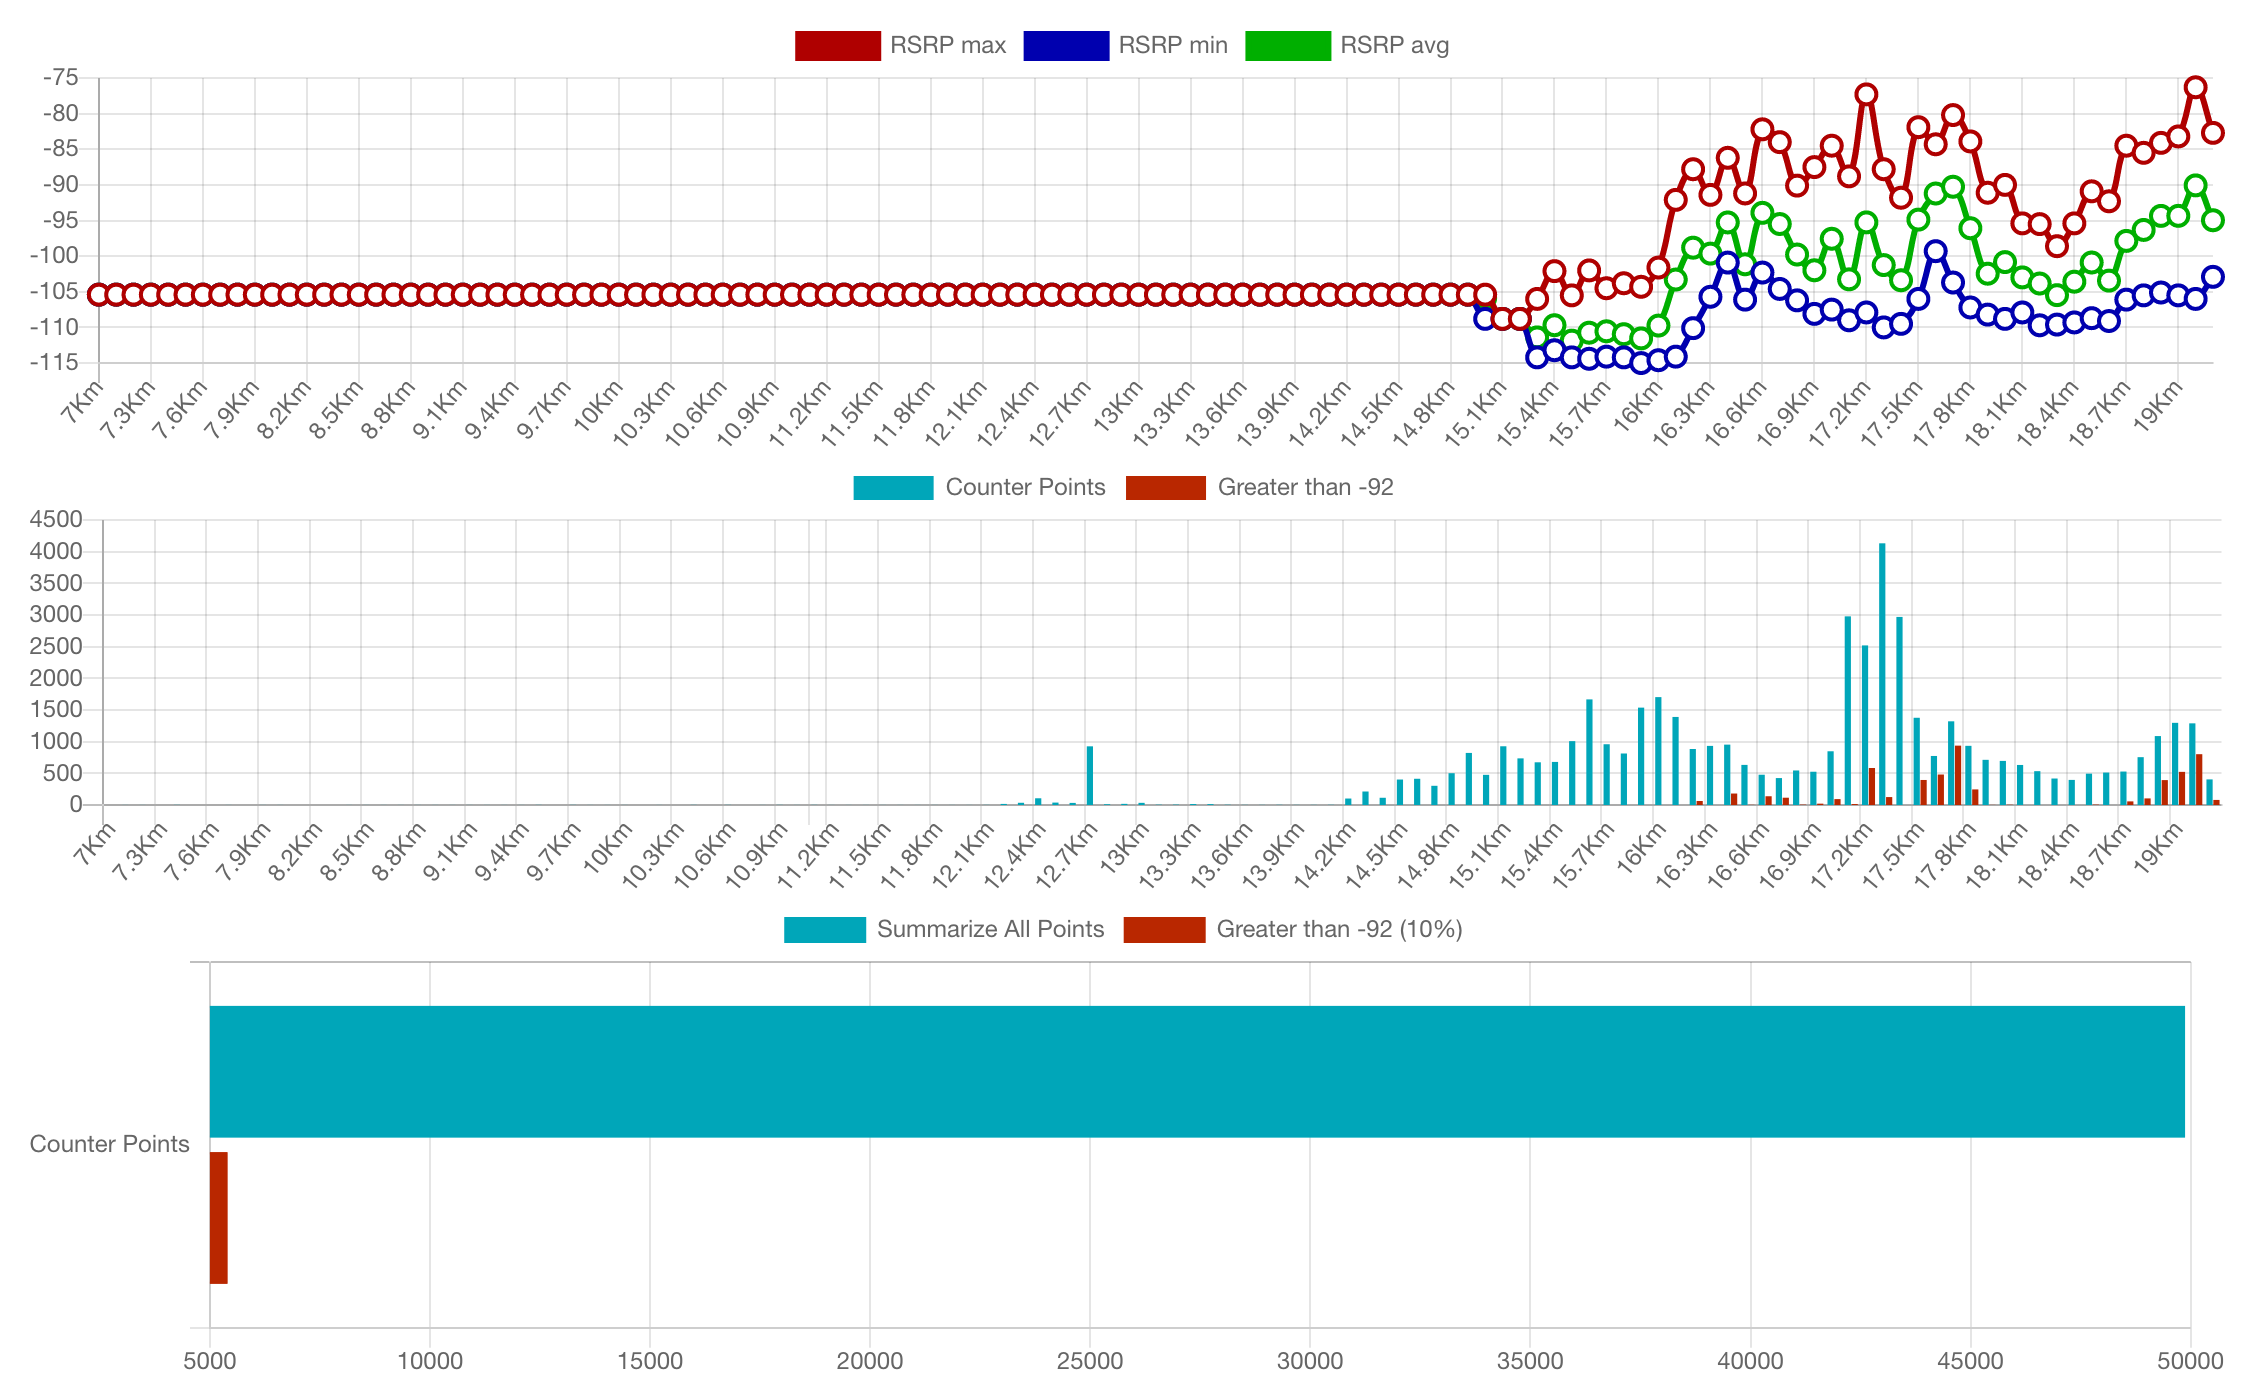 RSRP max RSRP min RSRP avg
-75
-80
-85
-90
-95
-100
-105
-110
-115
7Km 7.3Km 7.6Km 7.9Km 8.2Km 8.5Km 8.8Km 9.1Km 9.4Km 9.7Km 10Km 10.3Km 10.6Km 10.9Km 11.2Km 11.5Km 11.8Km 12.1Km 12.4Km 12.7Km 13Km 13.3Km 13.6Km 13.9Km 14.2Km 14.5Km 14.8Km 15.1Km 15.4Km 15.7Km 16Km 16.3Km 16.6Km 16.9Km 17.2Km 17.5Km 17.8Km 18.1Km 18.4Km 18.7Km 19Km
Counter Points Greater than -92
4500
4000
3500
3000
2500
2000
1500
1000
500
0
7Km 7.3Km 7.6Km 7.9Km 8.2Km 8.5Km 8.8Km 9.1Km 9.4Km 9.7Km 10Km 10.3Km 10.6Km 10.9Km 11.2Km 11.5Km 11.8Km 12.1Km 12.4Km 12.7Km 13Km 13.3Km 13.6Km 13.9Km 14.2Km 14.5Km 14.8Km 15.1Km 15.4Km 15.7Km 16Km 16.3Km 16.6Km 16.9Km 17.2Km 17.5Km 17.8Km 18.1Km 18.4Km 18.7Km 19Km
Summarize All Points Greater than -92 (10%)
Counter Points
5000 10000 15000 20000 25000 30000 35000 40000 45000 50000